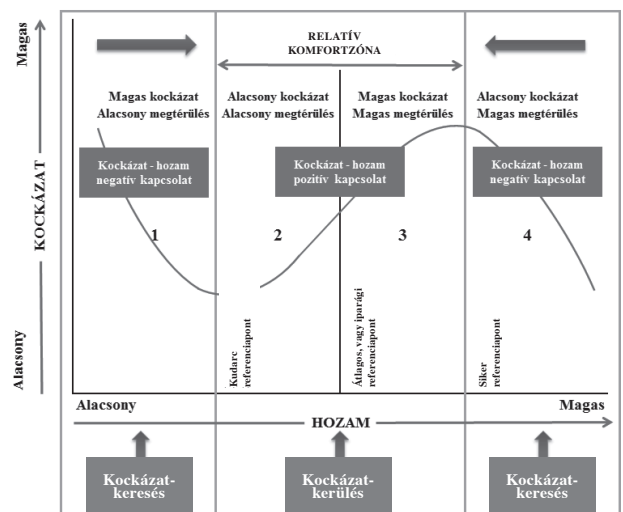 Magas
KOCKÁZAT
Alacsony
RELATÍV
KOMFORTZÓNA
Magas kockázat
Alacsony megtérülés
Alacsony kockázat
Alacsony megtérülés
Magas kockázat
Magas megtérülés
Alacsony kockázat
Magas megtérülés
Kockázat - hozam
negatív kapcsolat
Kockázat - hozam
pozitív kapcsolat
Kockázat - hozam
negatív kapcsolat
1
2
3
4
Kudarc
referenciapont
Átlagos, vagy iparági
referenciapont
Siker
referenciapont
Alacsony
Magas
HOZAM
Kockázat-
keresés
Kockázat-
kerülés
Kockázat-
keresés